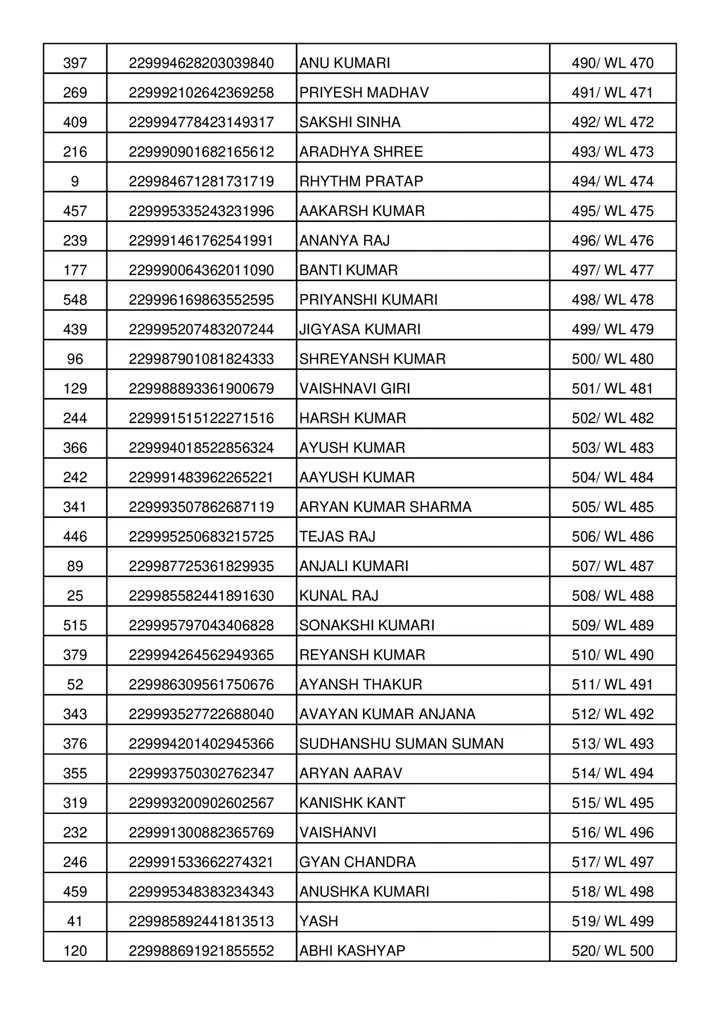 397 229994628203039840 ANU KUMARI 490/ WL 470
269 229992102642369258 PRIYESH MADHAV 491/ WL 471
409 229994778423149317 SAKSHI SINHA 492/ WL 472
216 229990901682165612 ARADHYA SHREE 493/ WL 473
9 229984671281731719 RHYTHM PRATAP 494/ WL 474
457 229995335243231996 AAKARSH KUMAR 495/ WL 475
239 229991461762541991 ANANYA RAJ 496/ WL 476
177 229990064362011090 BANTI KUMAR 497/ WL 477
548 229996169863552595 PRIYANSHI KUMARI 498/ WL 478
439 229995207483207244 JIGYASA KUMARI 499/ WL 479
96 229987901081824333 SHREYANSH KUMAR 500/ WL 480
129 229988893361900679 VAISHNAVI GIRI 501/ WL 481
244 229991515122271516 HARSH KUMAR 502/ WL 482
366 229994018522856324 AYUSH KUMAR 503/ WL 483
242 229991483962265221 AAYUSH KUMAR 504/ WL 484
341 229993507862687119 ARYAN KUMAR SHARMA 505/ WL 485
446 229995250683215725 TEJAS RAJ 506/ WL 486
89 229987725361829935 ANJALI KUMARI 507/ WL 487
25 229985582441891630 KUNAL RAJ 508/ WL 488
515 229995797043406828 SONAKSHI KUMARI 509/ WL 489
379 229994264562949365 REYANSH KUMAR 510/ WL 490
52 229986309561750676 AYANSH THAKUR 511/ WL 491
343 229993527722688040 AVAYAN KUMAR ANJANA 512/ WL 492
376 229994201402945366 SUDHANSHU SUMAN SUMAN 513/ WL 493
355 229993750302762347 ARYAN AARAV 514/ WL 494
319 229993200902602567 KANISHK KANT 515/ WL 495
232 229991300882365769 VAISHANVI 516/ WL 496
246 229991533662274321 GYAN CHANDRA 517/ WL 497
459 229995348383234343 ANUSHKA KUMARI 518/ WL 498
41 229985892441813513 YASH 519/ WL 499
120 229988691921855552 ABHI KASHYAP 520/ WL 500